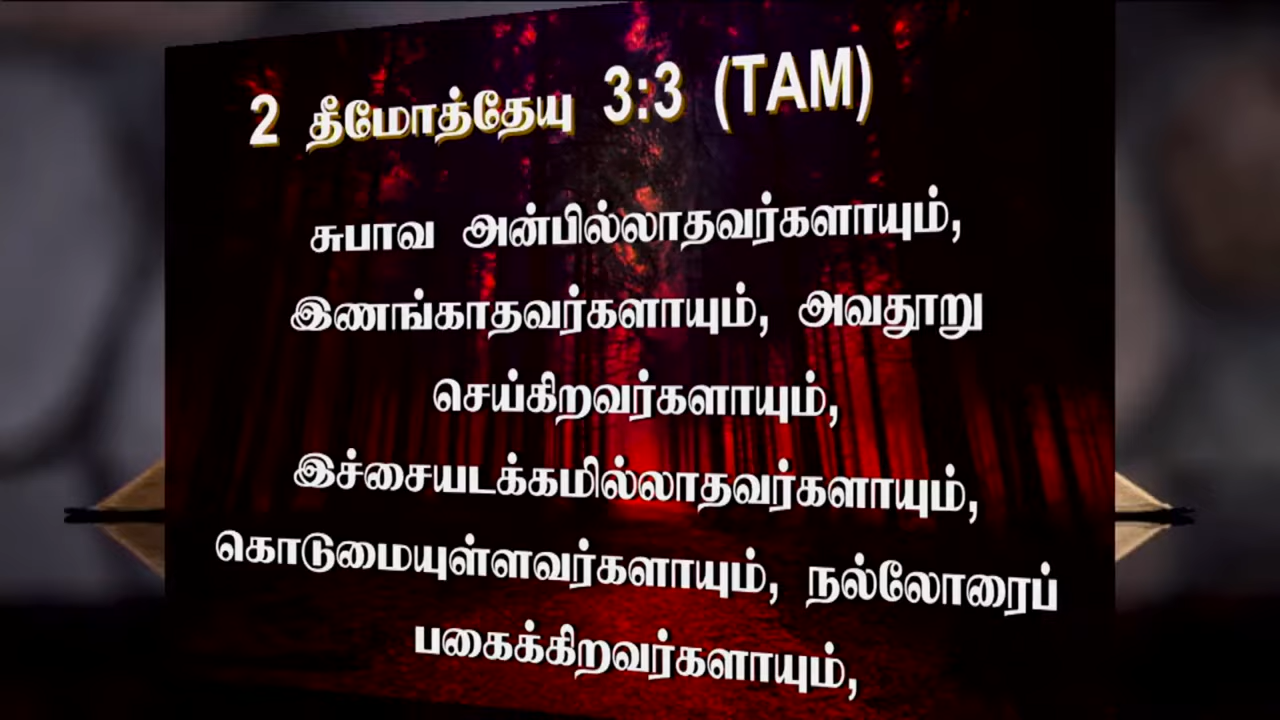 2 தீமோத்தேயு 3:3 (TAM)
சுபாவ அன்பில்லாதவர்களாயும்,
இணங்காதவர்களாயும், அவதூறு
செய்கிறவர்களாயும்,
இச்சையடக்கமில்லாதவர்களாயும்,
கொடுமையுள்ளவர்களாயும், நல்லோரைப்
பகைக்கிறவர்களாயும்,